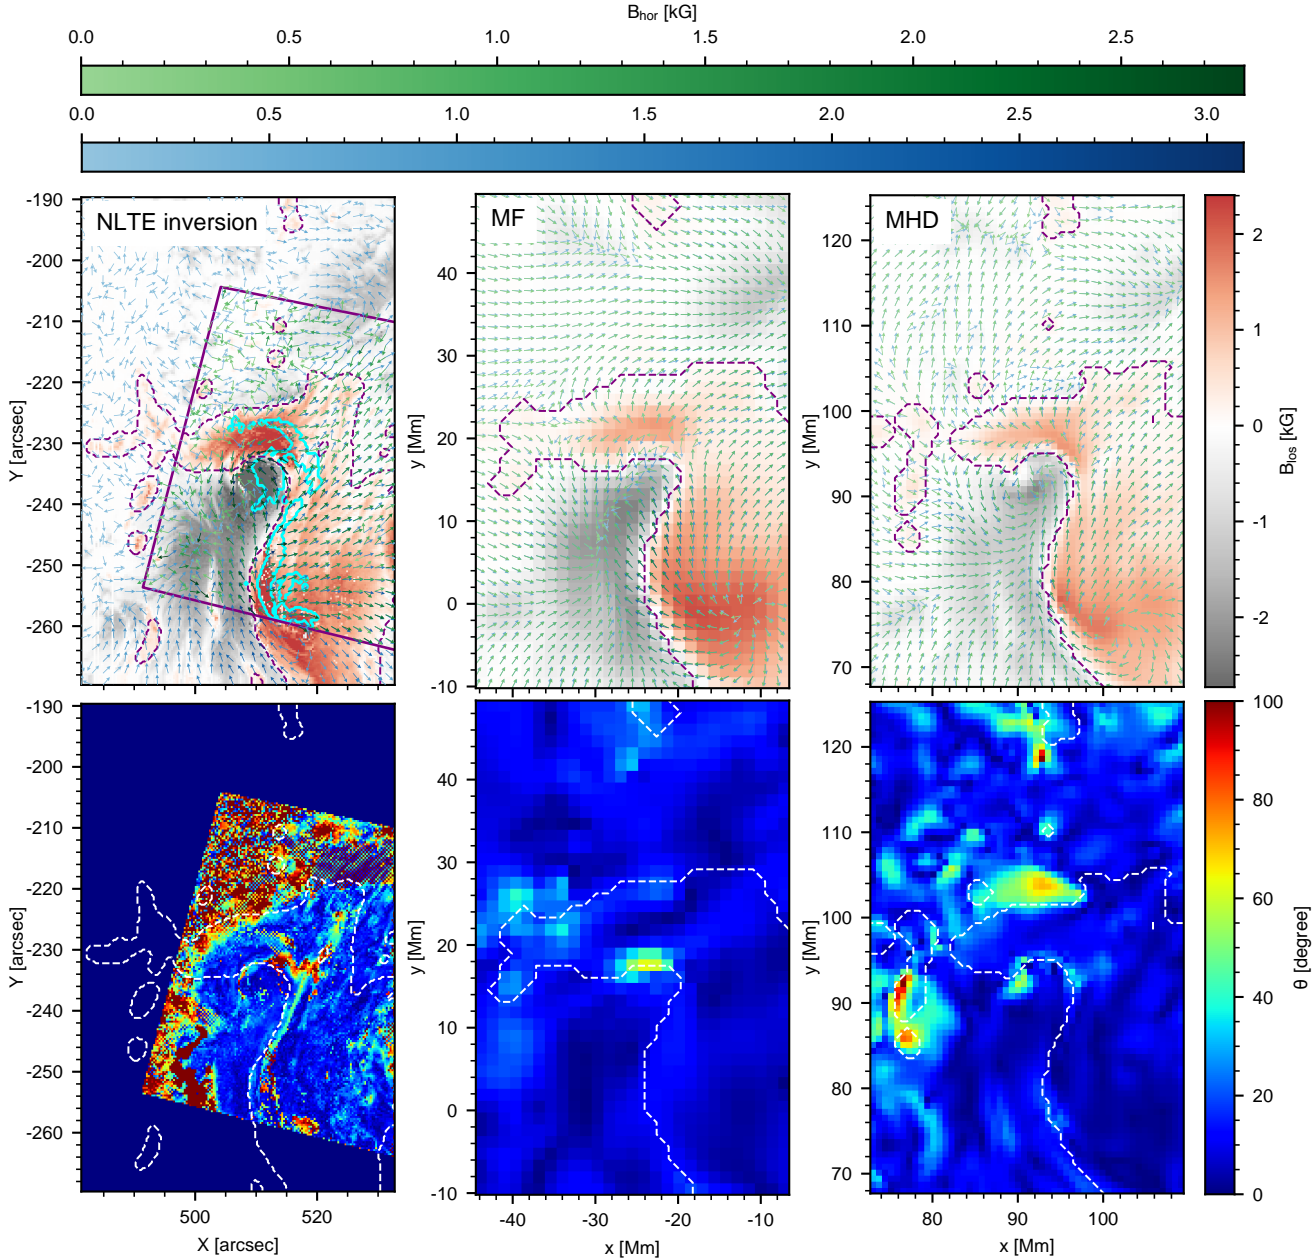 B_hor [kG]
0.0 0.5 1.0 1.5 2.0 2.5
0.0 0.5 1.0 1.5 2.0 2.5 3.0
NLTE inversion
MF
MHD
-190
-200
-210
-220
-230
-240
-250
-260
Y [arcsec]
40
30
20
10
0
-10
y [Mm]
120
110
100
90
80
70
y [Mm]
2
1
0
-1
-2
B_los [kG]
-190
-200
-210
-220
-230
-240
-250
-260
Y [arcsec]
500 520
X [arcsec]
40
30
20
10
0
-10
y [Mm]
-40 -30 -20 -10
x [Mm]
120
110
100
90
80
70
y [Mm]
80 90 100
x [Mm]
100
80
60
40
20
0
θ [degree]